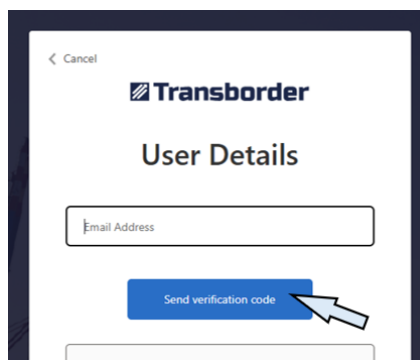 Cancel
Transborder
User Details
Email Address
Send verification code